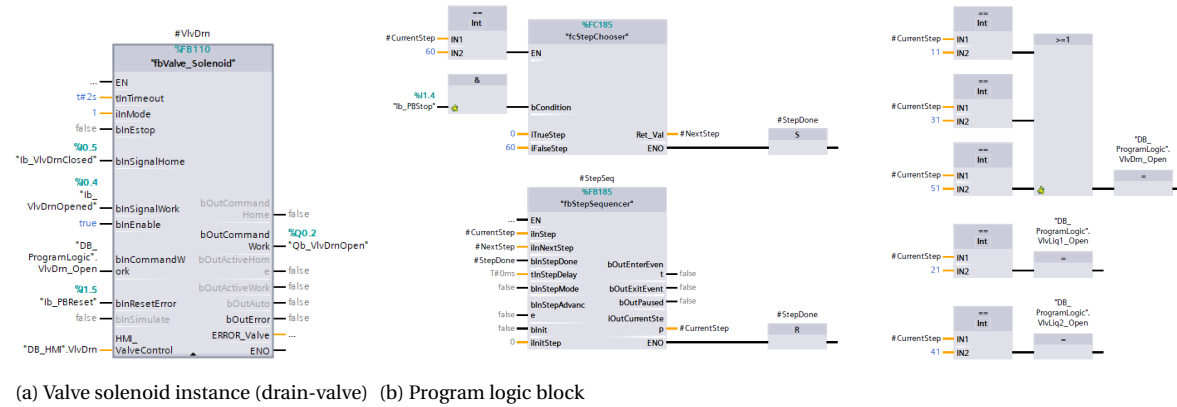 #VlvDrn
%FB110
"fbValve_Solenoid"
... EN
t#2s tInTimeout
1 iInMode
false bInEstop
%I0.5
"Ib_VlvDrnClosed" bInSignalHome
%I0.4
"Ib_
VlvDrnOpened" bInSignalWork
true bInEnable
"DB_
ProgramLogic".
VlvDrn_Open
bInCommandW
ork
%I1.5
"Ib_PBReset" bInResetError
false bInSimulate
"DB_HMI".VlvDrn
HMI_
ValveControl
bOutCommand
Home false
bOutCommand
Work
%Q0.2
"Qb_VlvDrnOpen"
bOutActiveHom
e false
bOutActiveWork false
bOutAuto false
bOutError false
ERROR_Valve ...
ENO
(a) Valve solenoid instance (drain-valve)
==
Int
#CurrentStep IN1
60 IN2
&
%I1.4
"Ib_PBStop"
%FC185
"fcStepChooser"
EN
bCondition
0 iTrueStep
60 iFalseStep
Ret_Val #NextStep
ENO
#StepDone
S
#StepSeq
%FB185
"fbStepSequencer"
... EN
#CurrentStep iInStep
#NextStep iInNextStep
#StepDone bInStepDone
T#0ms tInStepDelay
false bInStepMode
bInStepAdvanc
false e
false bInit
0 iInitStep
bOutEnterEven
t false
bOutExitEvent false
bOutPaused false
iOutCurrentSte
p #CurrentStep
ENO
#StepDone
R
==
Int
#CurrentStep IN1
11 IN2
==
Int
#CurrentStep IN1
31 IN2
==
Int
#CurrentStep IN1
51 IN2
>=1
"DB_
ProgramLogic".
VlvDrn_Open
=
==
Int
#CurrentStep IN1
21 IN2
"DB_
ProgramLogic".
VlvLiq1_Open
=
==
Int
#CurrentStep IN1
41 IN2
"DB_
ProgramLogic".
VlvLiq2_Open
=
(b) Program logic block